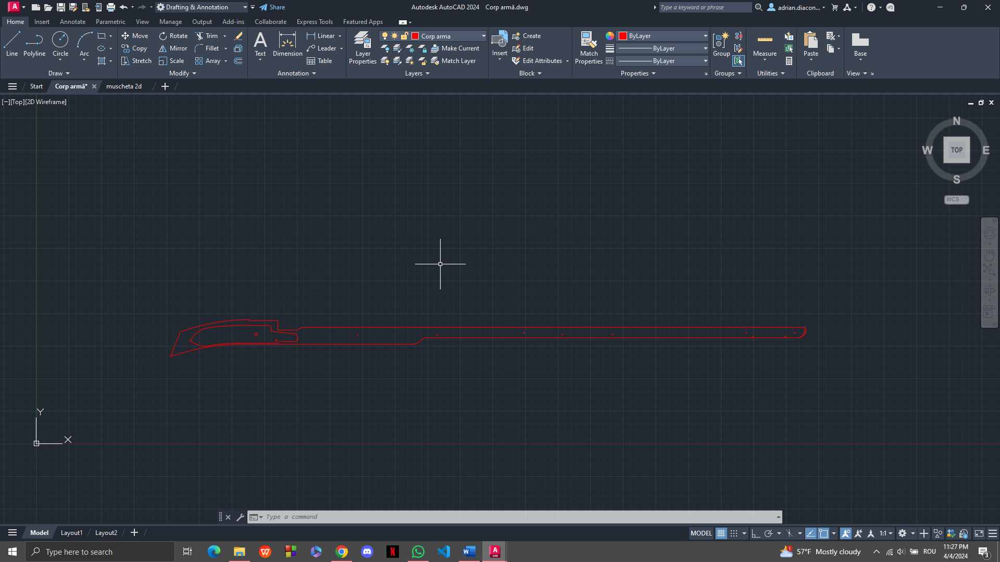 A Drafting & Annotation Share Autodesk AutoCAD 2024 Corp armă.dwg Type a keyword or phrase adrian.diacon...
Home Insert Annotate Parametric View Manage Output Add-ins Collaborate Express Tools Featured Apps
Move Rotate Trim Linear Corp arma Create ByLayer
Line Polyline Circle Arc Copy Mirror Fillet Text Dimension Leader Layer Properties Make Current Insert Edit Match Properties ByLayer Group Measure Paste Base
Stretch Scale Array Table Match Layer Edit Attributes ByLayer
Draw Modify Annotation Layers Block Properties Groups Utilities Clipboard View
Start Corp armă* muscheta 2d
[−][Top][2D Wireframe]
N
W TOP E
S
WCS
Y
X
Type a command
Model Layout1 Layout2 MODEL 1:1
Type here to search W N W A CAD 1 57°F Mostly cloudy ROU 11:27 PM
4/4/2024 3